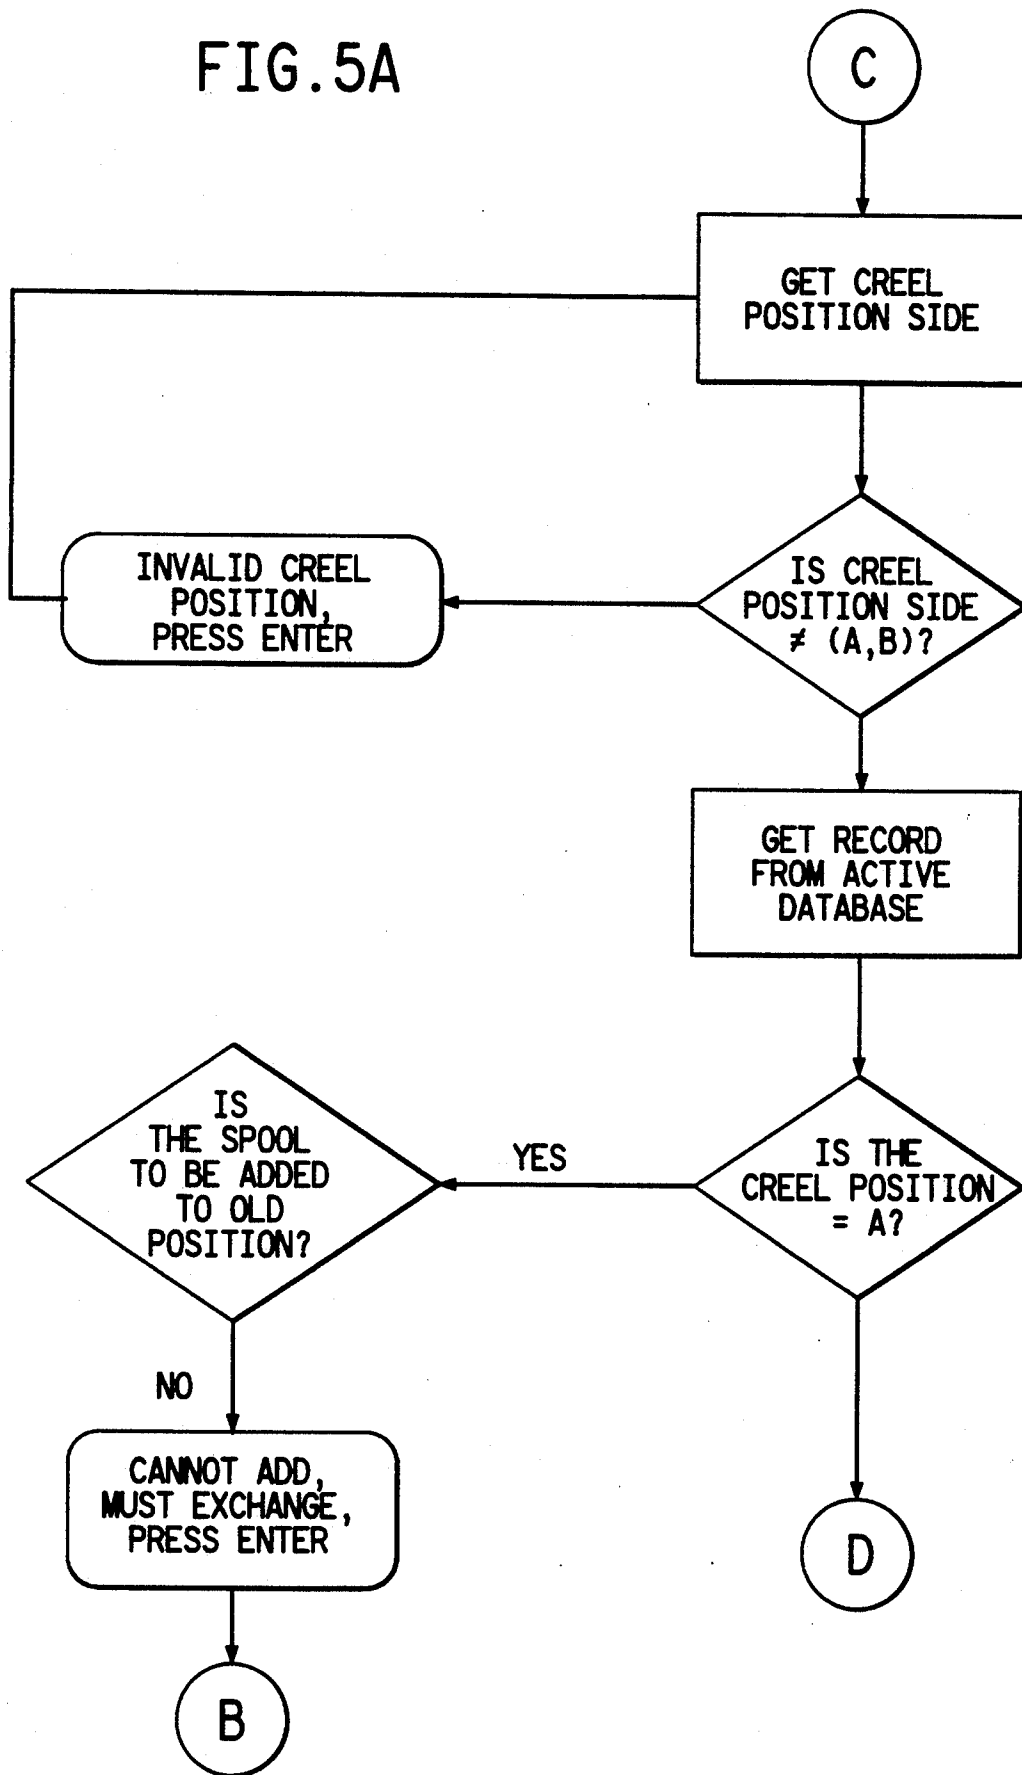 FIG.5A
C
GET CREEL
POSITION SIDE
IS CREEL
POSITION SIDE
≠ (A,B)?
INVALID CREEL
POSITION,
PRESS ENTER
GET RECORD
FROM ACTIVE
DATABASE
IS THE
CREEL POSITION
= A?
YES
IS
THE SPOOL
TO BE ADDED
TO OLD
POSITION?
NO
CANNOT ADD,
MUST EXCHANGE,
PRESS ENTER
D
B